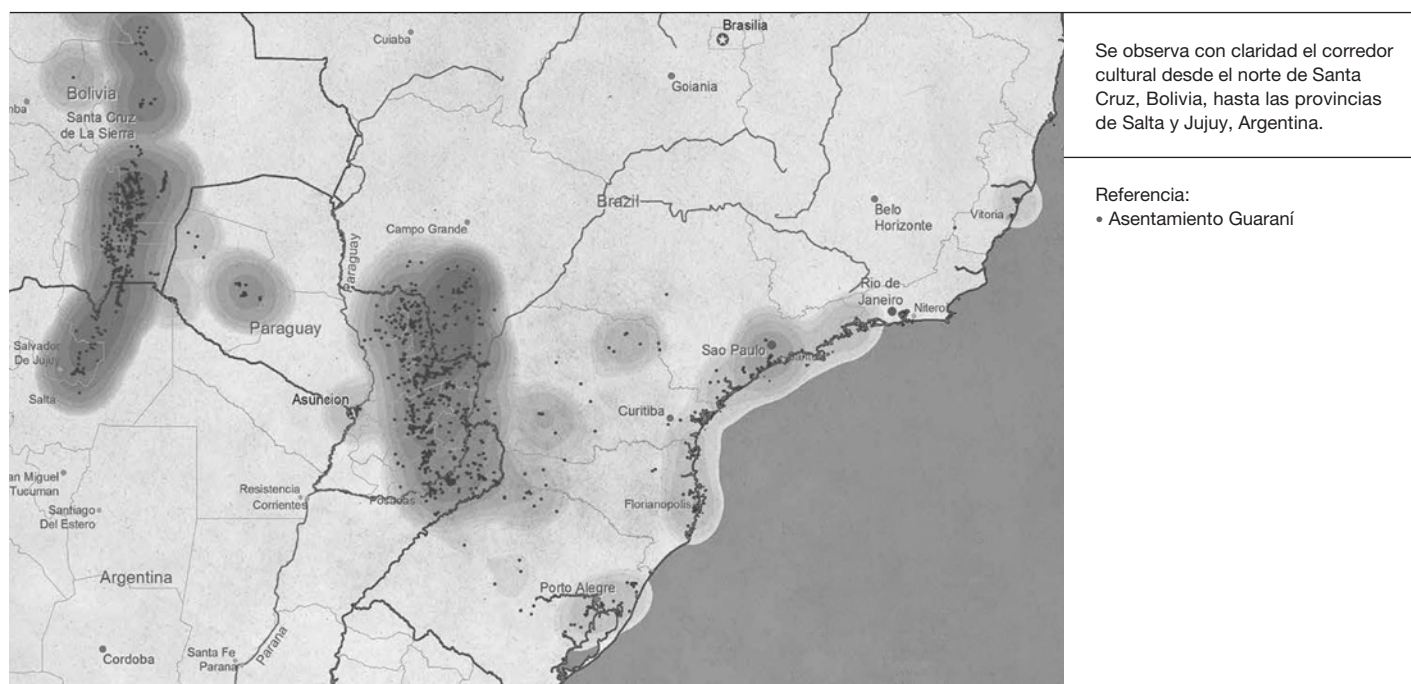 Brasilia
Cuiaba
Goiania
Bolivia
mba
Santa Cruz
de La Sierra
Brazil
Belo
Horizonte
Vitoria
Campo Grande
Paraguay
Rio de
Janeiro
Niteroi
Paraguay
Salvador
De Jujuy
Sao Paulo
Salta
Asuncion
Curitiba
an Miguel
Tucuman
Resistencia
Corrientes
Posadas
Florianopolis
Santiago
Del Estero
Argentina
Porto Alegre
Parana
Santa Fe
Parana
Cordoba
Se observa con claridad el corredor
cultural desde el norte de Santa
Cruz, Bolivia, hasta las provincias
de Salta y Jujuy, Argentina.
Referencia:
• Asentamiento Guaraní